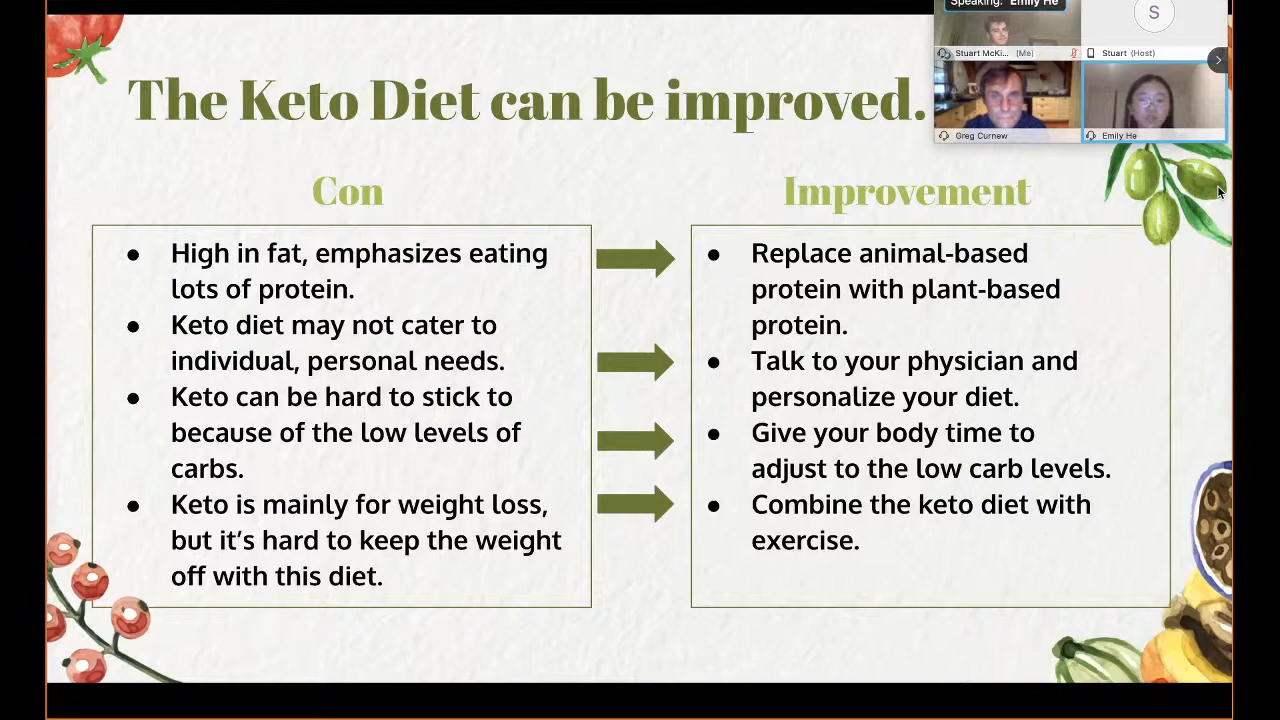 Speaking: Emily He
S
Stuart McKi... (Me)
Stuart (Host)
Greg Curnew
Emily He
The Keto Diet can be improved.
Con
High in fat, emphasizes eating
lots of protein.
Keto diet may not cater to
individual, personal needs.
Keto can be hard to stick to
because of the low levels of
carbs.
Keto is mainly for weight loss,
but it's hard to keep the weight
off with this diet.
Improvement
Replace animal-based
protein with plant-based
protein.
Talk to your physician and
personalize your diet.
Give your body time to
adjust to the low carb levels.
Combine the keto diet with
exercise.